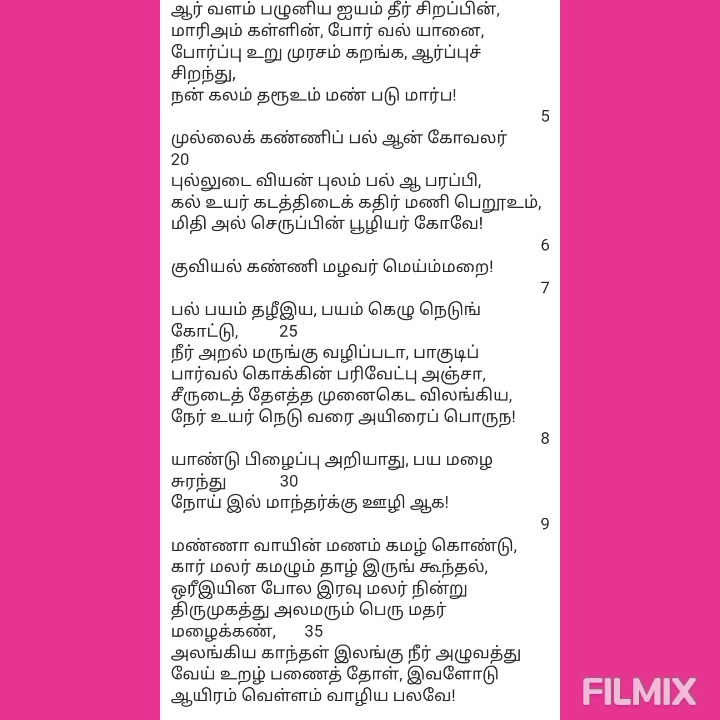 ஆர் வளம் பழுனிய ஐயம் தீர் சிறப்பின்,
மாரிஅம் கள்ளின், போர் வல் யானை,
போர்ப்பு உறு முரசம் கறங்க, ஆர்ப்புச்
சிறந்து,
நன் கலம் தரூஉம் மண் படு மார்ப!
5
முல்லைக் கண்ணிப் பல் ஆன் கோவலர்
20
புல்லுடை வியன் புலம் பல் ஆ பரப்பி,
கல் உயர் கடத்திடைக் கதிர் மணி பெறூஉம்,
மிதி அல் செருப்பின் பூழியர் கோவே!
6
குவியல் கண்ணி மழவர் மெய்ம்மறை!
7
பல் பயம் தழீஇய, பயம் கெழு நெடுங்
கோட்டு, 25
நீர் அறல் மருங்கு வழிப்படா, பாகுடிப்
பார்வல் கொக்கின் பரிவேட்பு அஞ்சா,
சீருடைத் தேஎத்த முனைகெட விலங்கிய,
நேர் உயர் நெடு வரை அயிரைப் பொருந!
8
யாண்டு பிழைப்பு அறியாது, பய மழை
சுரந்து 30
நோய் இல் மாந்தர்க்கு ஊழி ஆக!
9
மண்ணா வாயின் மணம் கமழ் கொண்டு,
கார் மலர் கமழும் தாழ் இருங் கூந்தல்,
ஒரீஇயின போல இரவு மலர் நின்று
திருமுகத்து அலமரும் பெரு மதர்
மழைக்கண், 35
அலங்கிய காந்தள் இலங்கு நீர் அழுவத்து
வேய் உறழ் பணைத் தோள், இவளோடு
ஆயிரம் வெள்ளம் வாழிய பலவே!
FILMIX